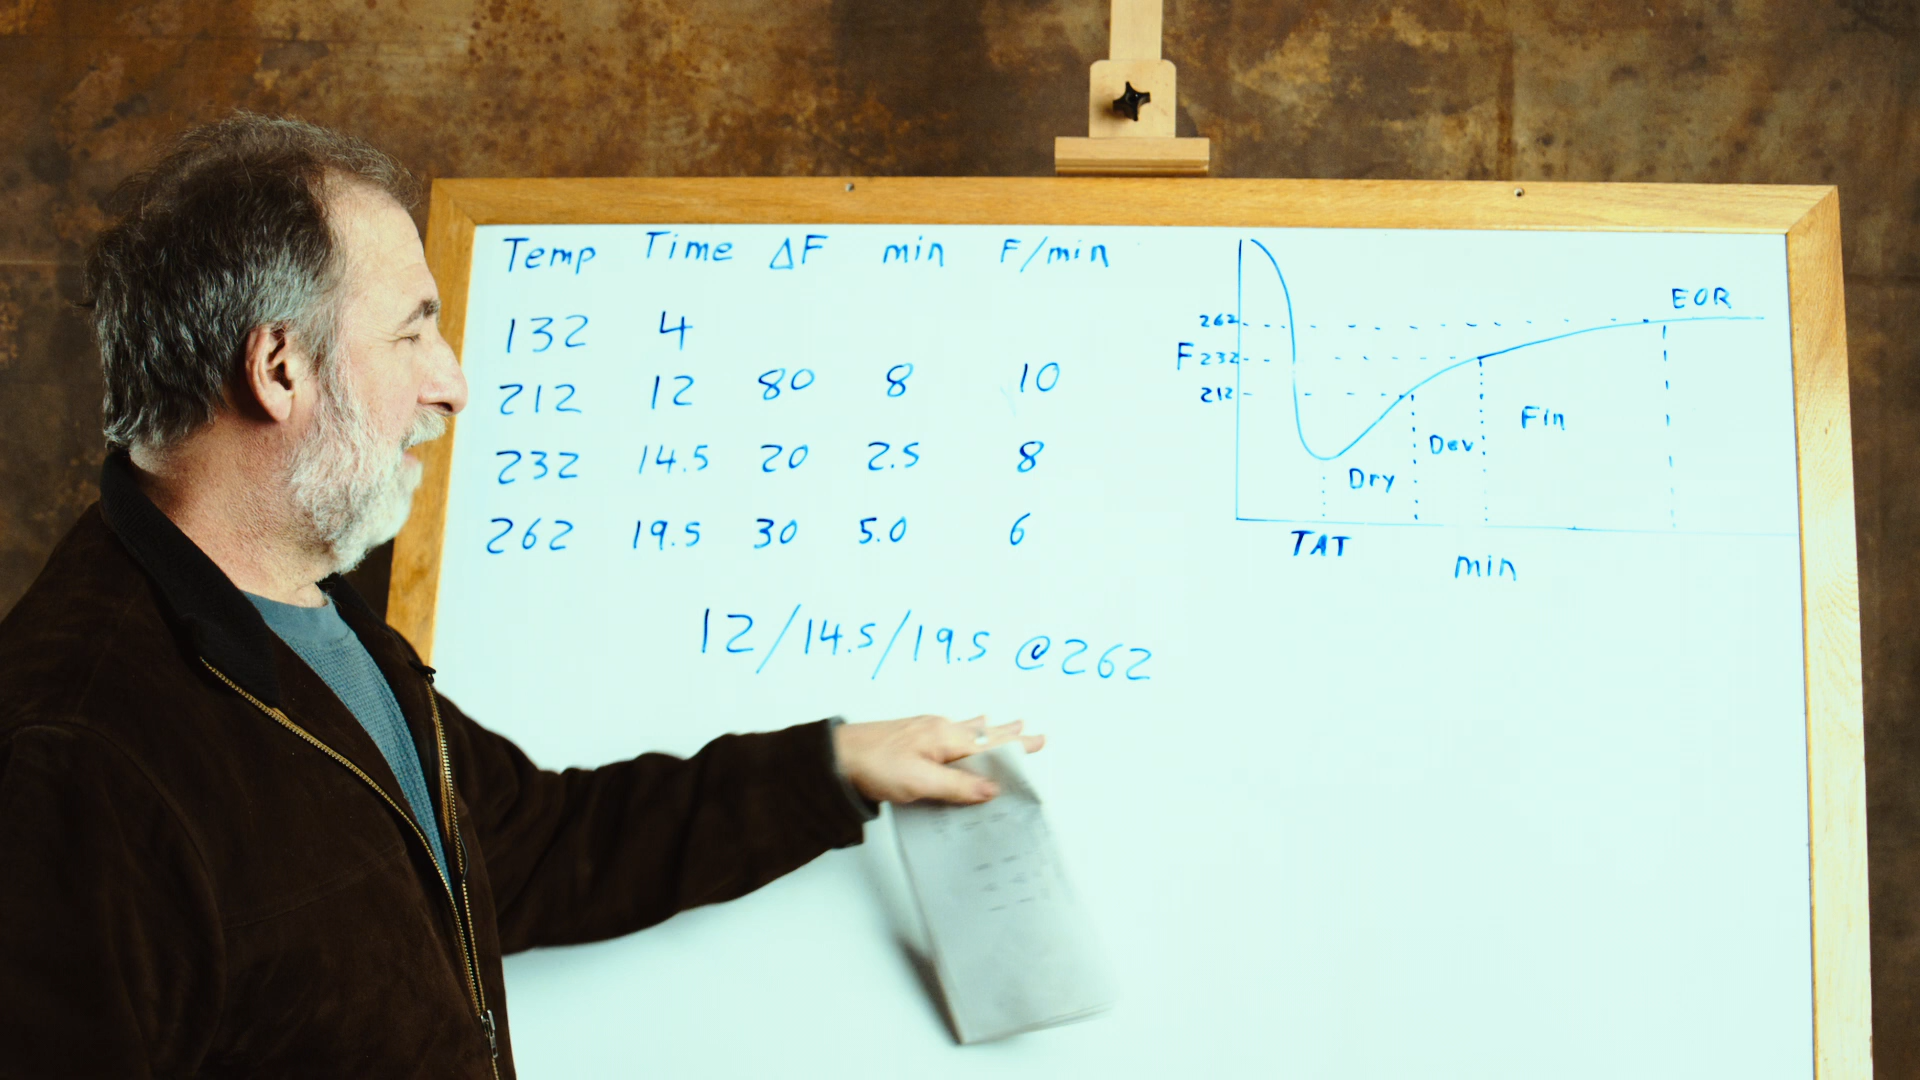 Temp Time ΔF min F/min
132 4
212 12 80 8 10
232 14.5 20 2.5 8
262 19.5 30 5.0 6
12/14.5/19.5 @262
EOR
262
F 232
212
Fin
Dev
Dry
TAT
min